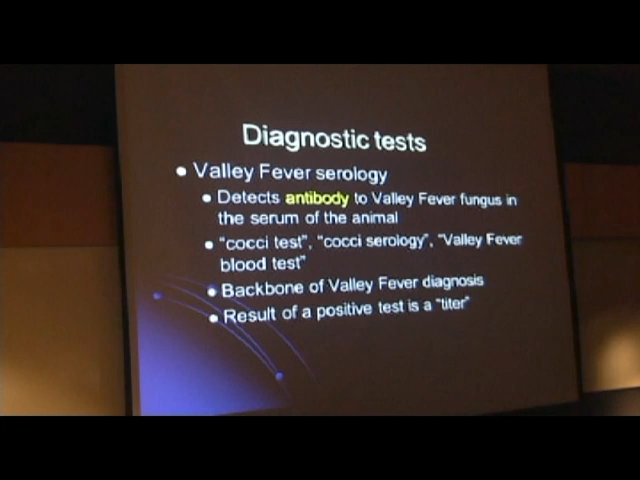 Diagnostic tests
Valley Fever serology
Detects antibody to Valley Fever fungus in
the serum of the animal
"cocci test", "cocci serology", "Valley Fever
blood test"
Backbone of Valley Fever diagnosis
Result of a positive test is a "titer"